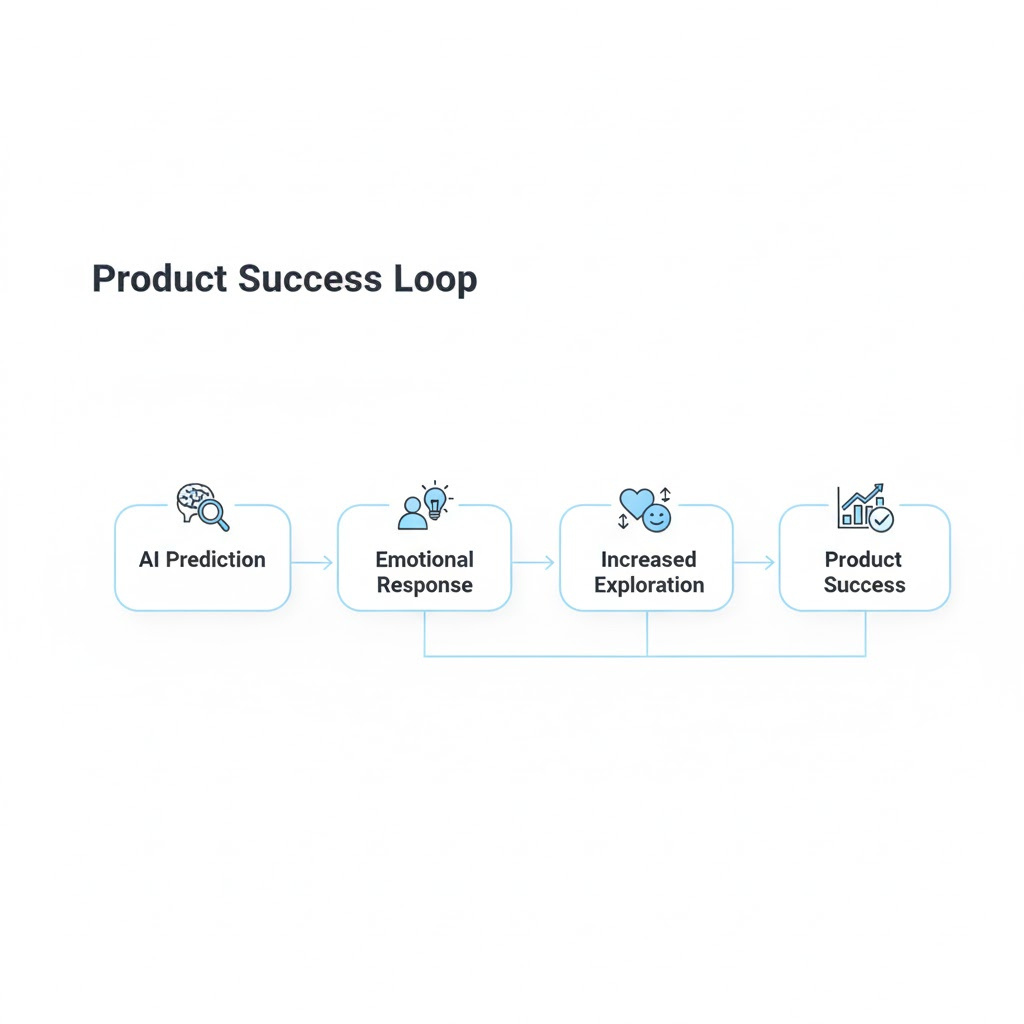 Product Success Loop
AI Prediction
Emotional
Response
Increased
Exploration
Product
Success